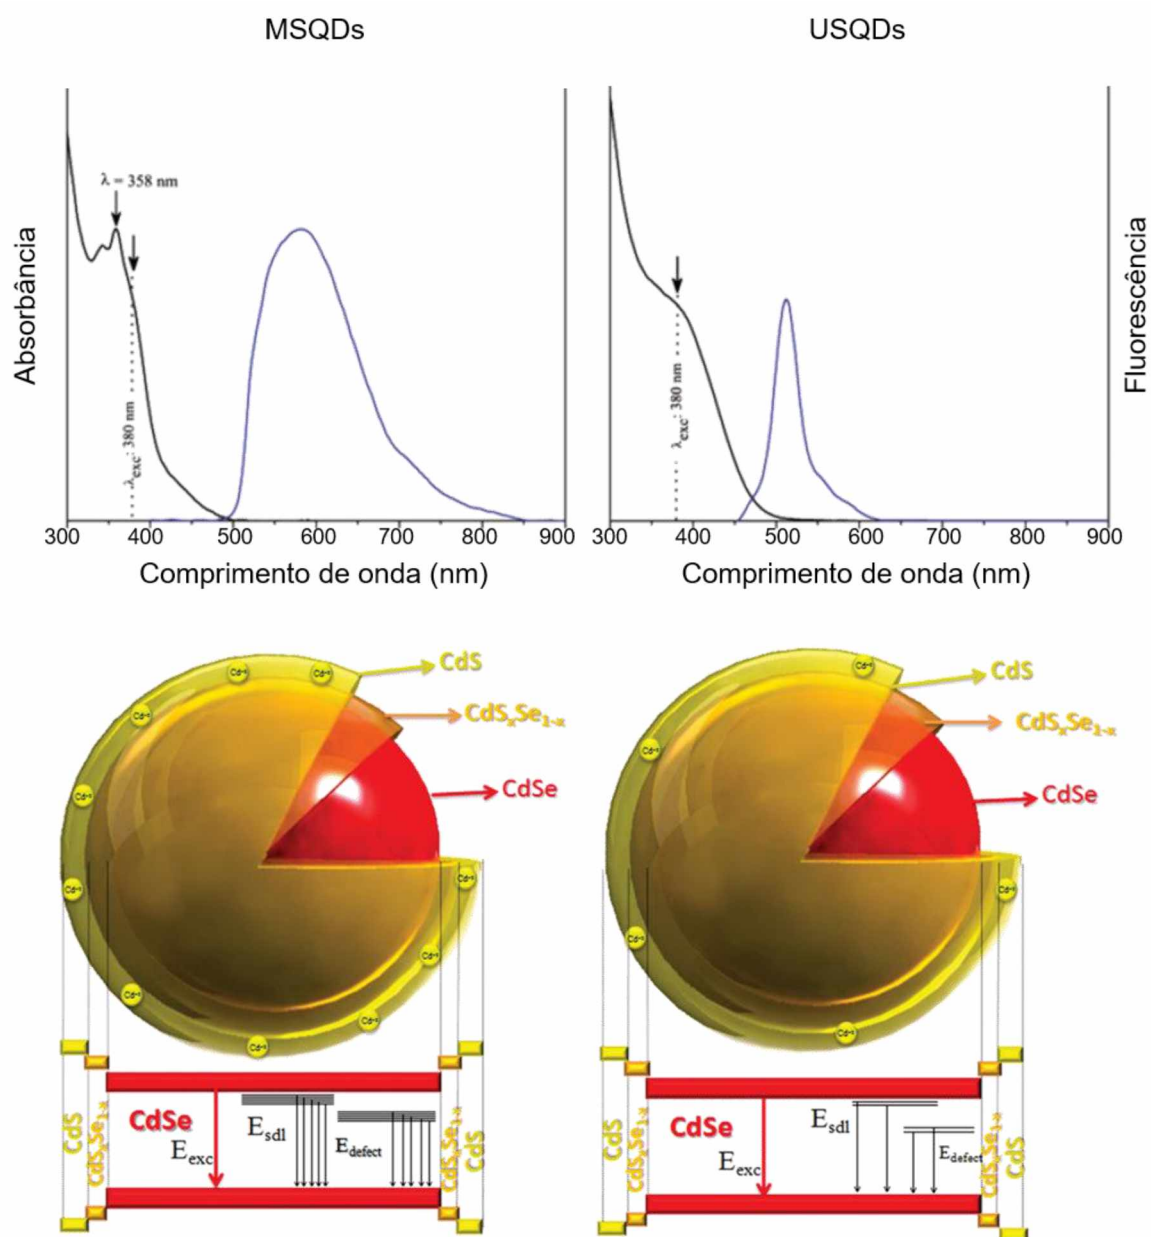 MSQDs
USQDs
Absorbância
Fluorescência
λ = 358 nm
λexc: 380 nm
λexc: 380 nm
300 400 500 600 700 800 900
300 400 500 600 700 800 900
Comprimento de onda (nm)
Comprimento de onda (nm)
CdS
CdSxSe1-x
CdSe
CdS
CdSxSe1-x
CdSe
CdS
CdSxSe1-x
CdSe
Eexc
Esdl
Edefect
CdSxSe1-x
CdS
CdS
CdSxSe1-x
CdSe
Eexc
Esdl
Edefect
CdSxSe1-x
CdS